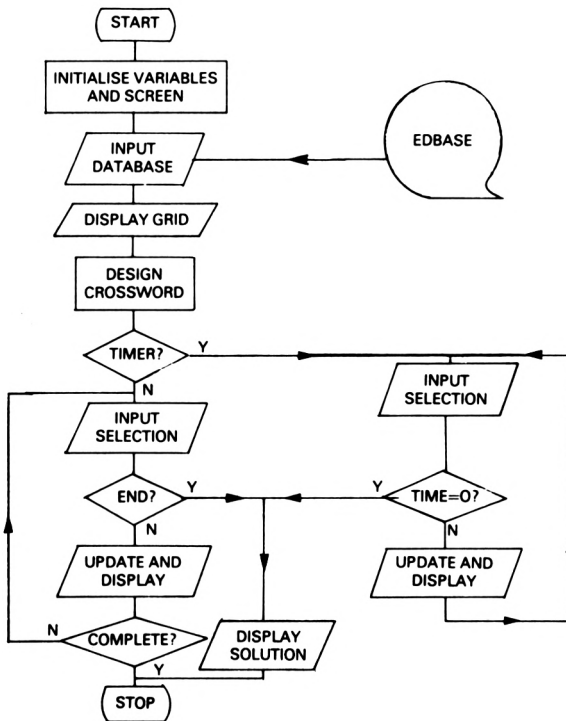 START
INITIALISE VARIABLES
AND SCREEN
INPUT
DATABASE
EDBASE
DISPLAY GRID
DESIGN
CROSSWORD
TIMER?
Y
N
INPUT
SELECTION
INPUT
SELECTION
END?
Y
Y
TIME=0?
N
N
UPDATE AND
DISPLAY
UPDATE AND
DISPLAY
N
COMPLETE?
DISPLAY
SOLUTION
Y
STOP